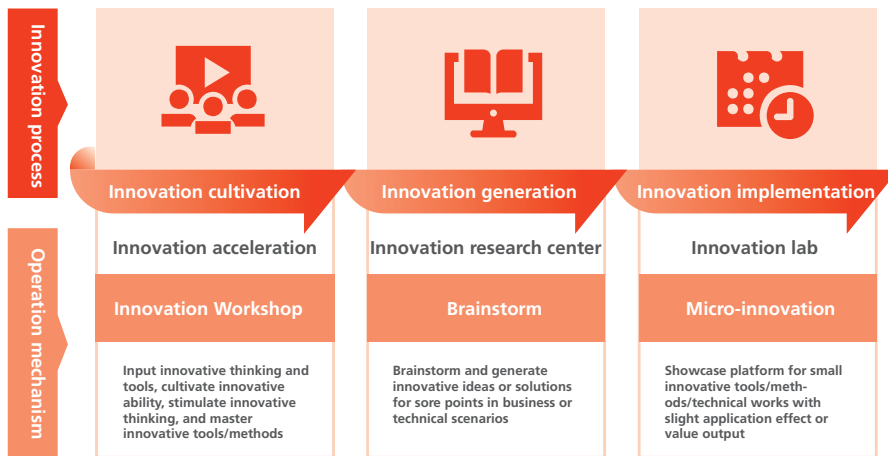 Innovation process
Innovation cultivation
Innovation generation
Innovation implementation
Operation mechanism
Innovation acceleration
Innovation research center
Innovation lab
Innovation Workshop
Brainstorm
Micro-innovation
Input innovative thinking and
tools, cultivate innovative
ability, stimulate innovative
thinking, and master
innovative tools/methods
Brainstorm and generate
innovative ideas or solutions
for sore points in business or
technical scenarios
Showcase platform for small
innovative tools/meth-
ods/technical works with
slight application effect or
value output